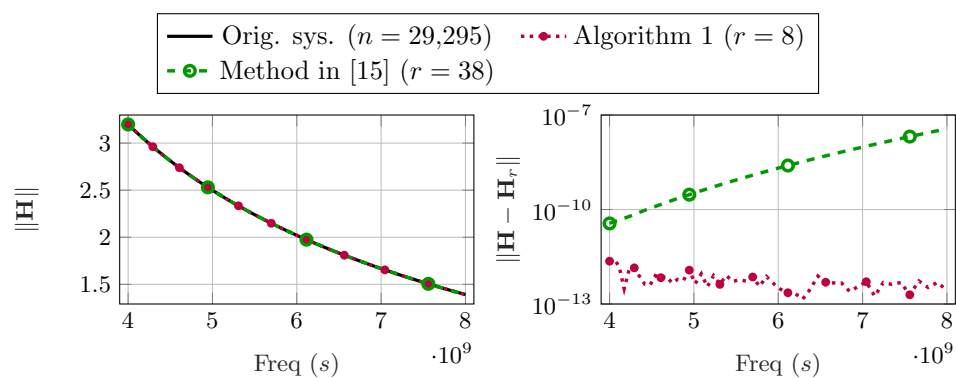 Orig. sys. (n = 29,295)
Algorithm 1 (r = 8)
Method in [15] (r = 38)
‖H‖
3
2.5
2
1.5
4 5 6 7 8
·10^9
Freq (s)
‖H − H_r‖
10^−7
10^−10
10^−13
4 5 6 7 8
·10^9
Freq (s)